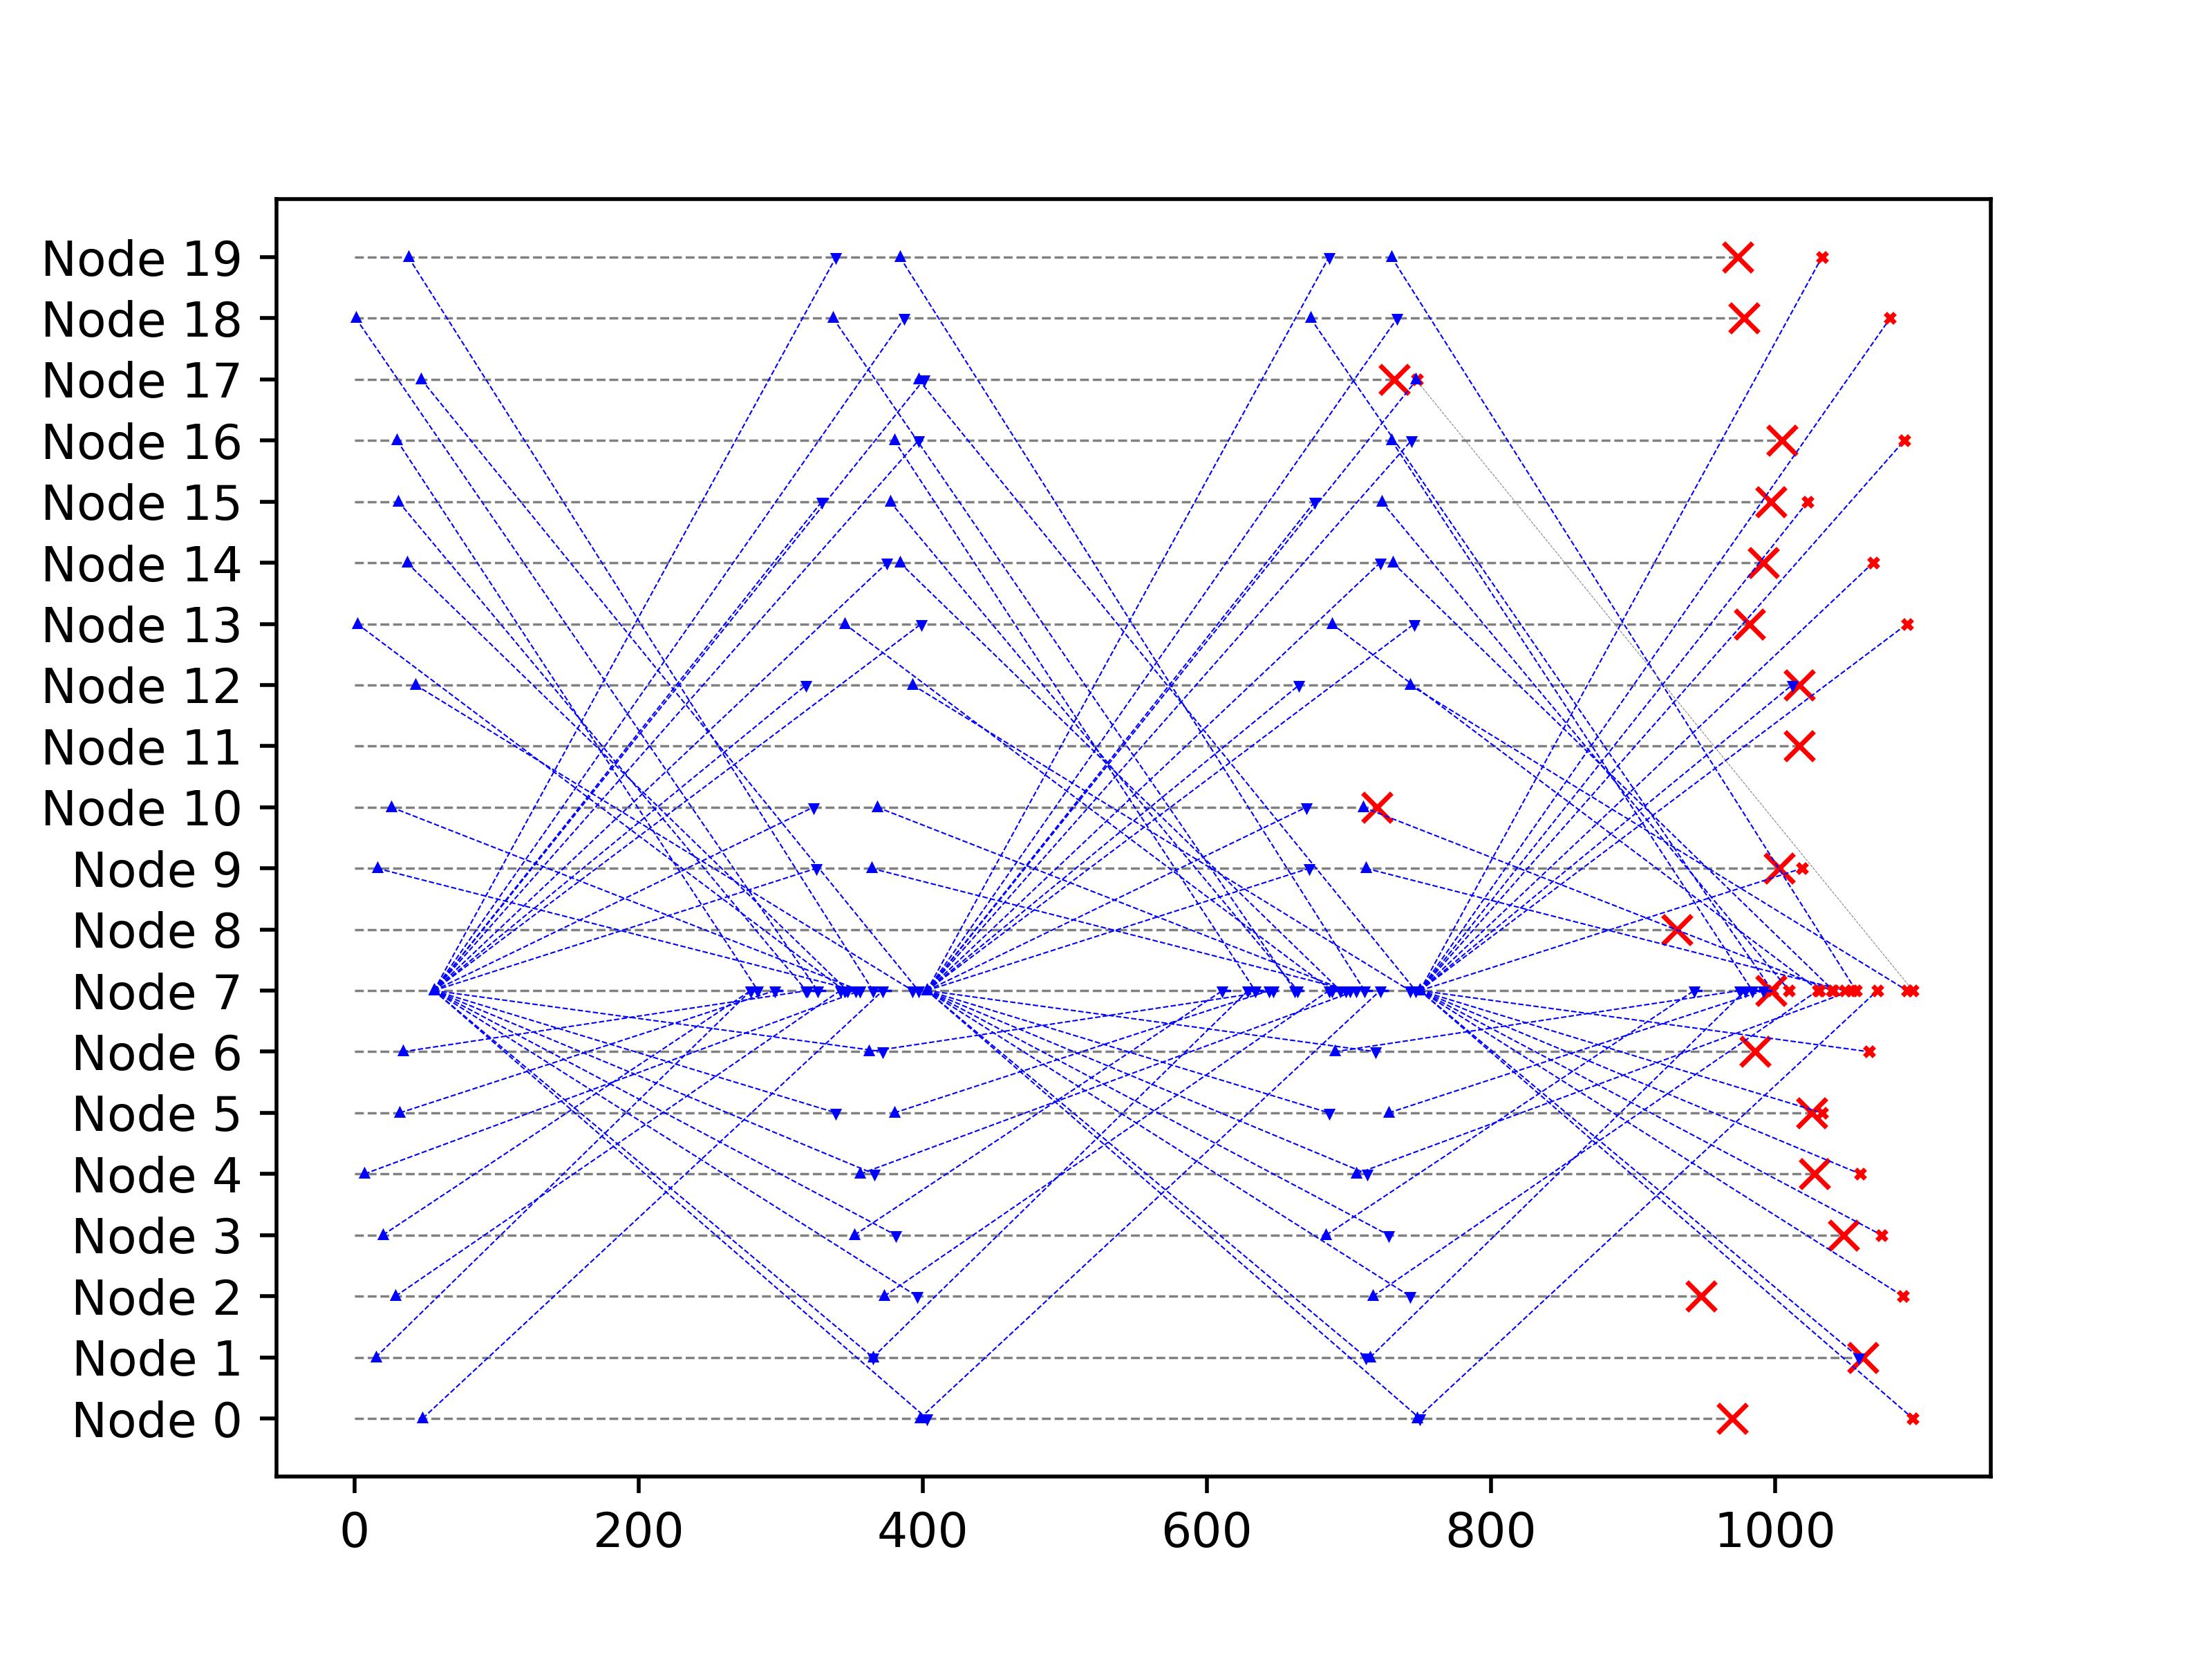 Node 19
Node 18
Node 17
Node 16
Node 15
Node 14
Node 13
Node 12
Node 11
Node 10
Node 9
Node 8
Node 7
Node 6
Node 5
Node 4
Node 3
Node 2
Node 1
Node 0
0 200 400 600 800 1000